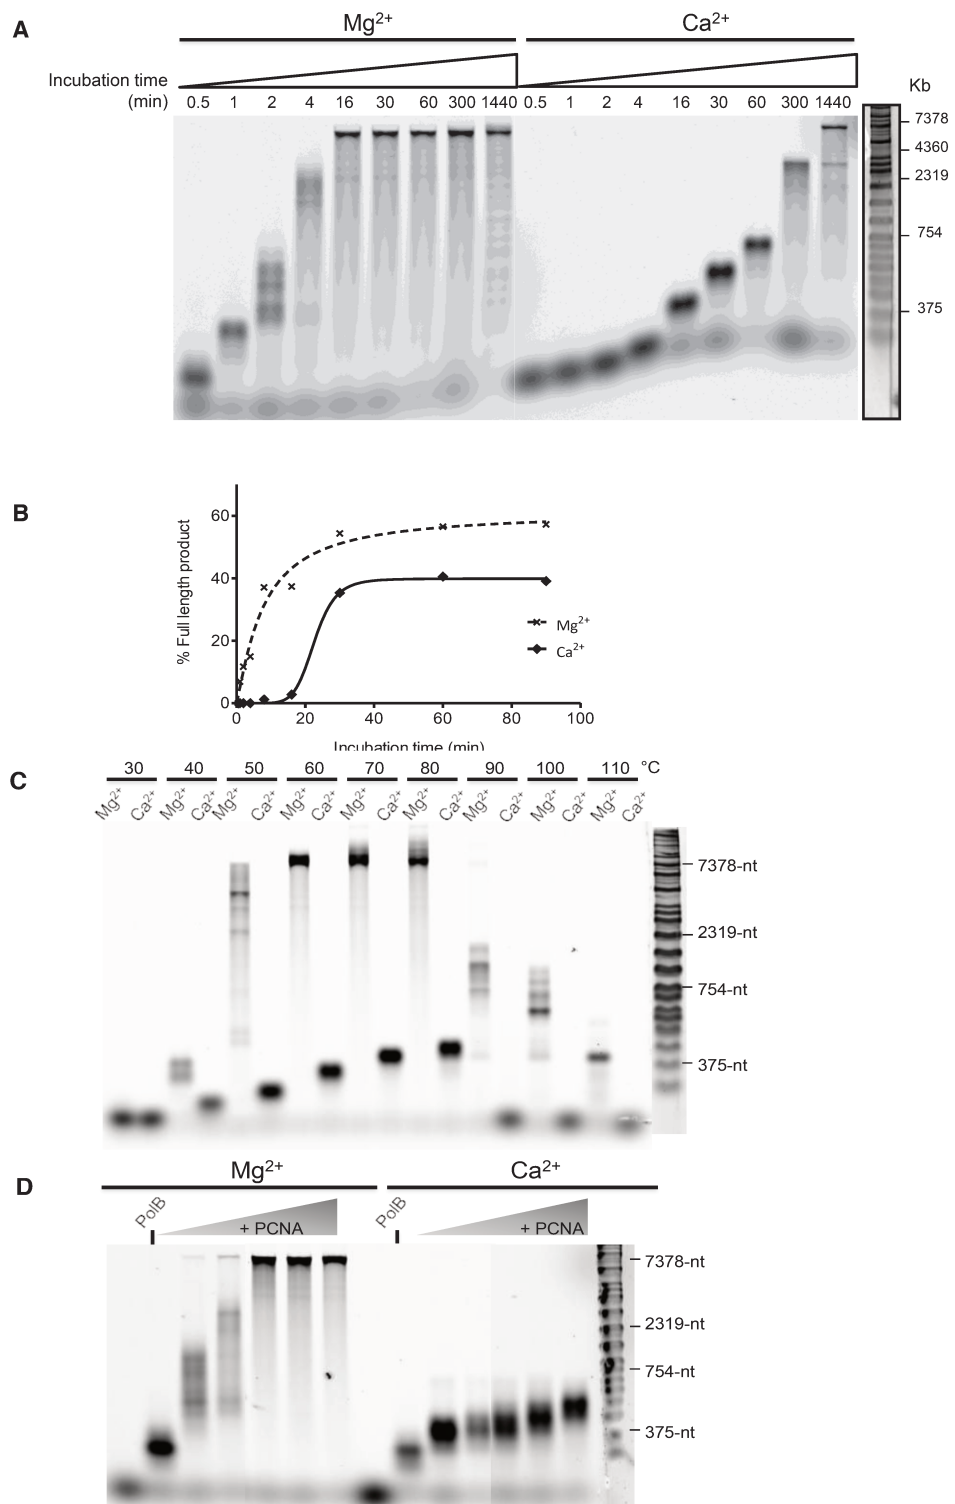 A
Mg²⁺ Ca²⁺
Incubation time
(min) 0.5 1 2 4 16 30 60 300 1440 0.5 1 2 4 16 30 60 300 1440
Kb
7378
4360
2319
754
375
B
% Full length product
60
40
20
0
0 20 40 60 80 100
Mg²⁺
Ca²⁺
Incubation time (min)
C
30 40 50 60 70 80 90 100 110 °C
Mg²⁺ Ca²⁺ Mg²⁺ Ca²⁺ Mg²⁺ Ca²⁺ Mg²⁺ Ca²⁺ Mg²⁺ Ca²⁺ Mg²⁺ Ca²⁺ Mg²⁺ Ca²⁺ Mg²⁺ Ca²⁺ Mg²⁺ Ca²⁺
7378-nt
2319-nt
754-nt
375-nt
D
Mg²⁺ Ca²⁺
PolB + PCNA PolB + PCNA
7378-nt
2319-nt
754-nt
375-nt